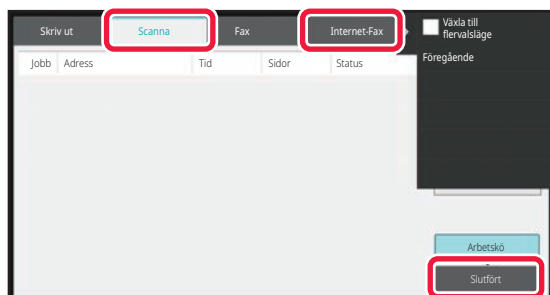 Skriv ut Scanna Fax Internet-Fax
Växla till
flervalsläge
Föregående
Jobb Adress Tid Sidor Status
Arbetskö
Slutfört